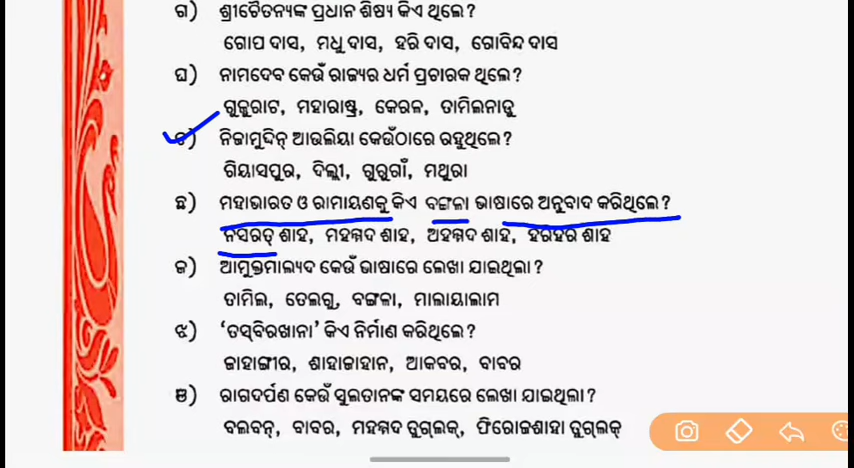 ଗ) ଶ୍ରୀଚୈତନ୍ୟଙ୍କ ପ୍ରଧାନ ଶିଷ୍ୟ କିଏ ଥିଲେ?
ଗୋପ ଦାସ, ମଧୁ ଦାସ, ହରି ଦାସ, ଗୋବିନ୍ଦ ଦାସ
ଘ) ନାମଦେବ କେଉଁ ରାଜ୍ୟର ଧର୍ମ ପ୍ରଚାରକ ଥିଲେ?
ଗୁଜୁରାଟ, ମହାରାଷ୍ଟ୍ର, କେରଳ, ତାମିଲନାଡୁ
ନିଜାମୁଦ୍ଦିନ୍ ଆଉଲିୟା କେଉଁଠାରେ ରହୁଥିଲେ?
ଗିୟାସପୁର, ଦିଲ୍ଲୀ, ଗୁରୁଗାଁ, ମଥୁରା
ଛ) ମହାଭାରତ ଓ ରାମାୟଣକୁ କିଏ ବଙ୍ଗଳା ଭାଷାରେ ଅନୁବାଦ କରିଥିଲେ?
ନସରତ୍ ଶାହ, ମହମ୍ମଦ ଶାହ, ଅହମ୍ମଦ ଶାହ, ହରିହର ଶାହ
ଜ) ଆମୁକ୍ତମାଲ୍ୟଦ କେଉଁ ଭାଷାରେ ଲେଖା ଯାଇଥିଲା?
ତାମିଲ, ତେଲଗୁ, ବଙ୍ଗଳା, ମାଲାୟାଲାମ
ଝ) ‘ତସ୍‌ବିରଖାନା’ କିଏ ନିର୍ମାଣ କରିଥିଲେ?
ଜାହାଙ୍ଗୀର, ଶାହାଜାହାନ, ଆକବର, ବାବର
ଞ) ରାଗଦର୍ପଣ କେଉଁ ସୁଲତାନଙ୍କ ସମୟରେ ଲେଖା ଯାଇଥିଲା?
ବଲବନ୍, ବାବର, ମହମ୍ମଦ ତୁଗ୍‌ଲକ୍, ଫିରୋଜଶାହା ତୁଗ୍‌ଲକ୍